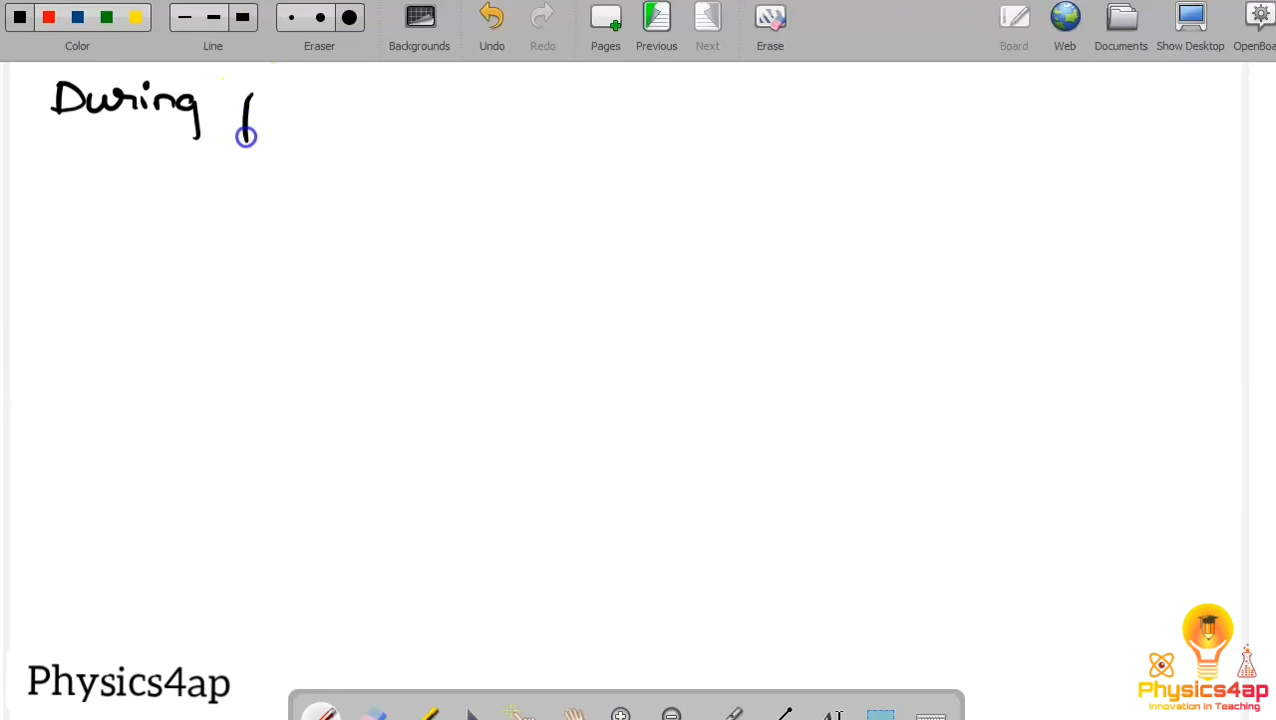 Color
Line
Eraser
Backgrounds
Undo
Redo
Pages
Previous
Next
Erase
Board
Web
Documents
Show Desktop
OpenBoa
During
Physics4ap
Physics4ap
Innovation in Teaching